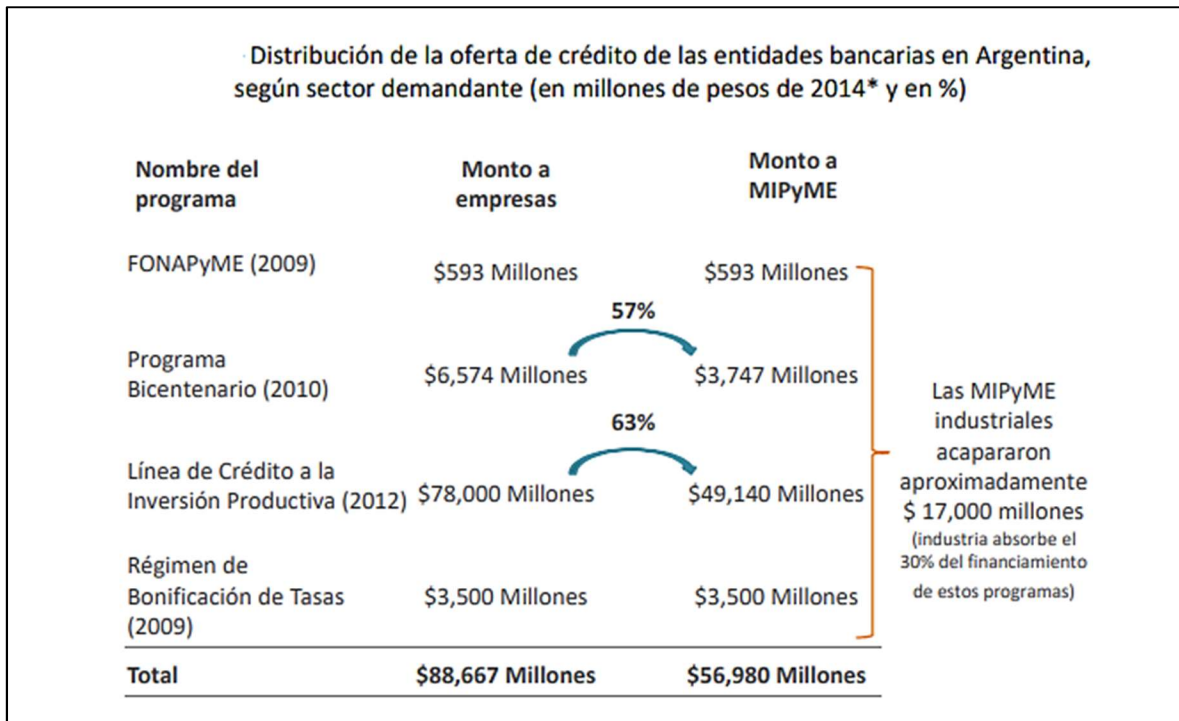 Distribución de la oferta de crédito de las entidades bancarias en Argentina,
según sector demandante (en millones de pesos de 2014* y en %)
Nombre del
programa
Monto a
empresas
Monto a
MIPyME
FONAPyME (2009)
$593 Millones
$593 Millones
57%
Programa
Bicentenario (2010)
$6,574 Millones
$3,747 Millones
63%
Línea de Crédito a la
Inversión Productiva (2012)
$78,000 Millones
$49,140 Millones
Régimen de
Bonificación de Tasas
(2009)
$3,500 Millones
$3,500 Millones
Las MIPyME
industriales
acapararon
aproximadamente
$ 17,000 millones
(industria absorbe el
30% del financiamiento
de estos programas)
Total
$88,667 Millones
$56,980 Millones